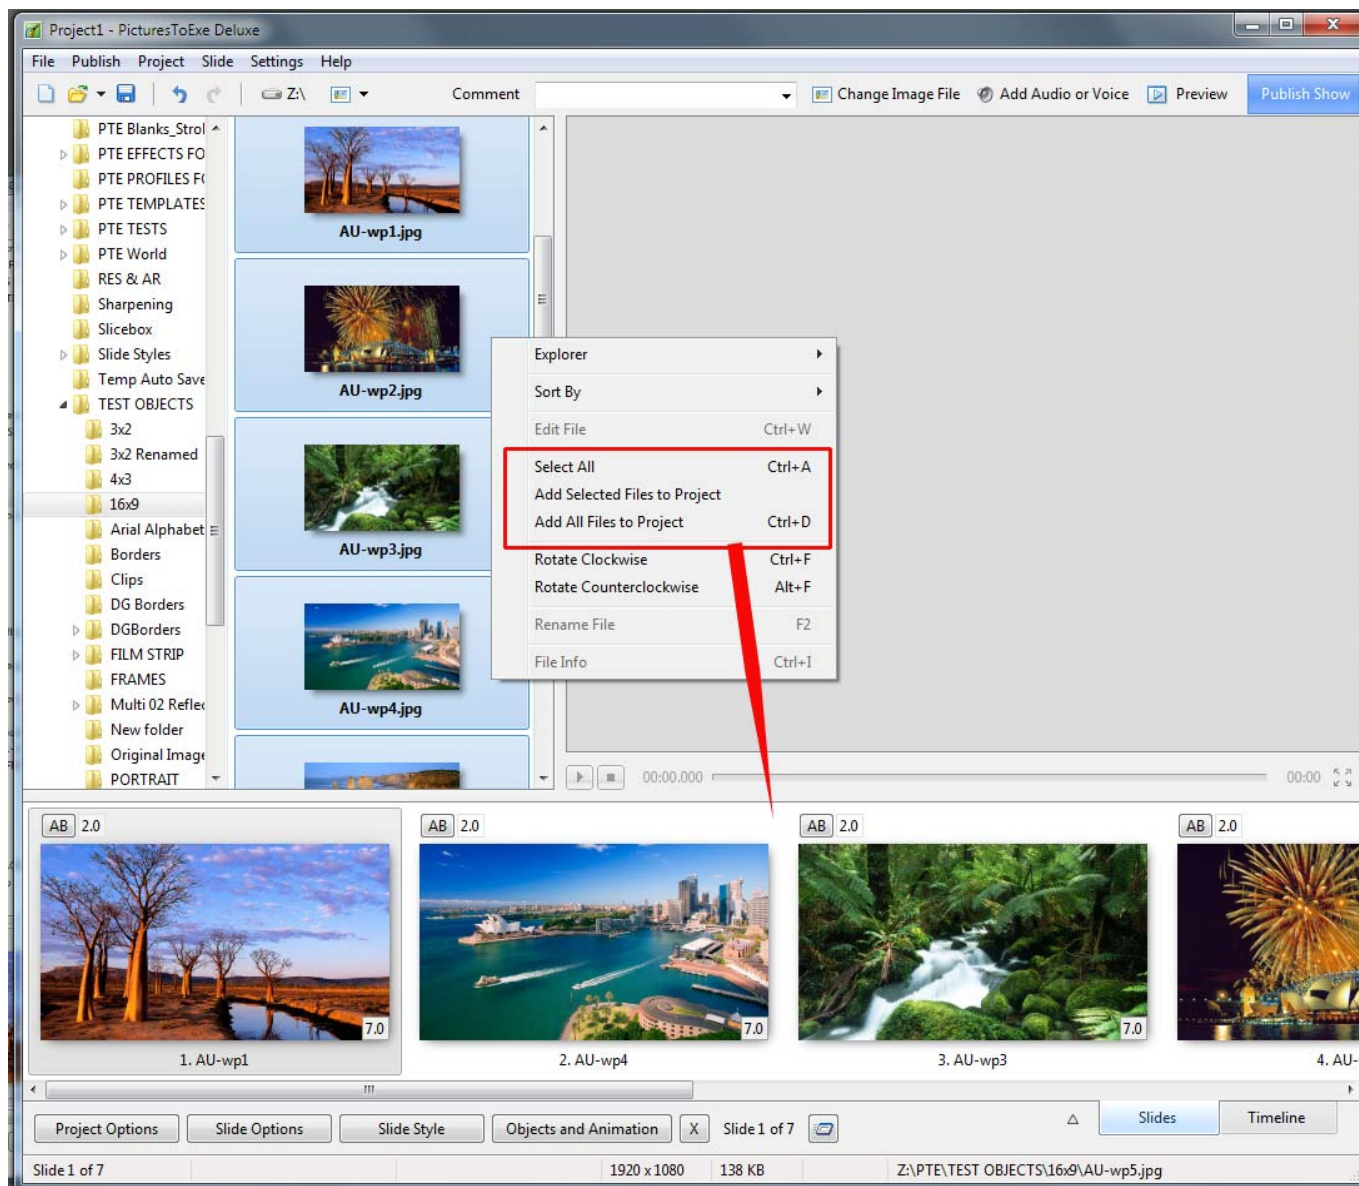 Project1 - PicturesToExe Deluxe
File Publish Project Slide Settings Help
Z:\ Comment Change Image File Add Audio or Voice Preview Publish Show
PTE Blanks_Strol
PTE EFFECTS FO
PTE PROFILES F
PTE TEMPLATES
PTE TESTS
PTE World
RES & AR
Sharpening
Slicebox
Slide Styles
Temp Auto Save
TEST OBJECTS
3x2
3x2 Renamed
4x3
16x9
Arial Alphabet
Borders
Clips
DG Borders
DGBorders
FILM STRIP
FRAMES
Multi 02 Reflec
New folder
Original Image
PORTRAIT
AU-wp1.jpg
AU-wp2.jpg
AU-wp3.jpg
AU-wp4.jpg
Explorer
Sort By
Edit File Ctrl+W
Select All Ctrl+A
Add Selected Files to Project
Add All Files to Project Ctrl+D
Rotate Clockwise Ctrl+F
Rotate Counterclockwise Alt+F
Rename File F2
File Info Ctrl+I
00:00.000 00:00
AB 2.0 AB 2.0 AB 2.0 AB 2.0
7.0 7.0 7.0
1. AU-wp1 2. AU-wp4 3. AU-wp3 4. AU-
Project Options Slide Options Slide Style Objects and Animation X Slide 1 of 7 Slides Timeline
Slide 1 of 7 1920 x 1080 138 KB Z:\PTE\TEST OBJECTS\16x9\AU-wp5.jpg